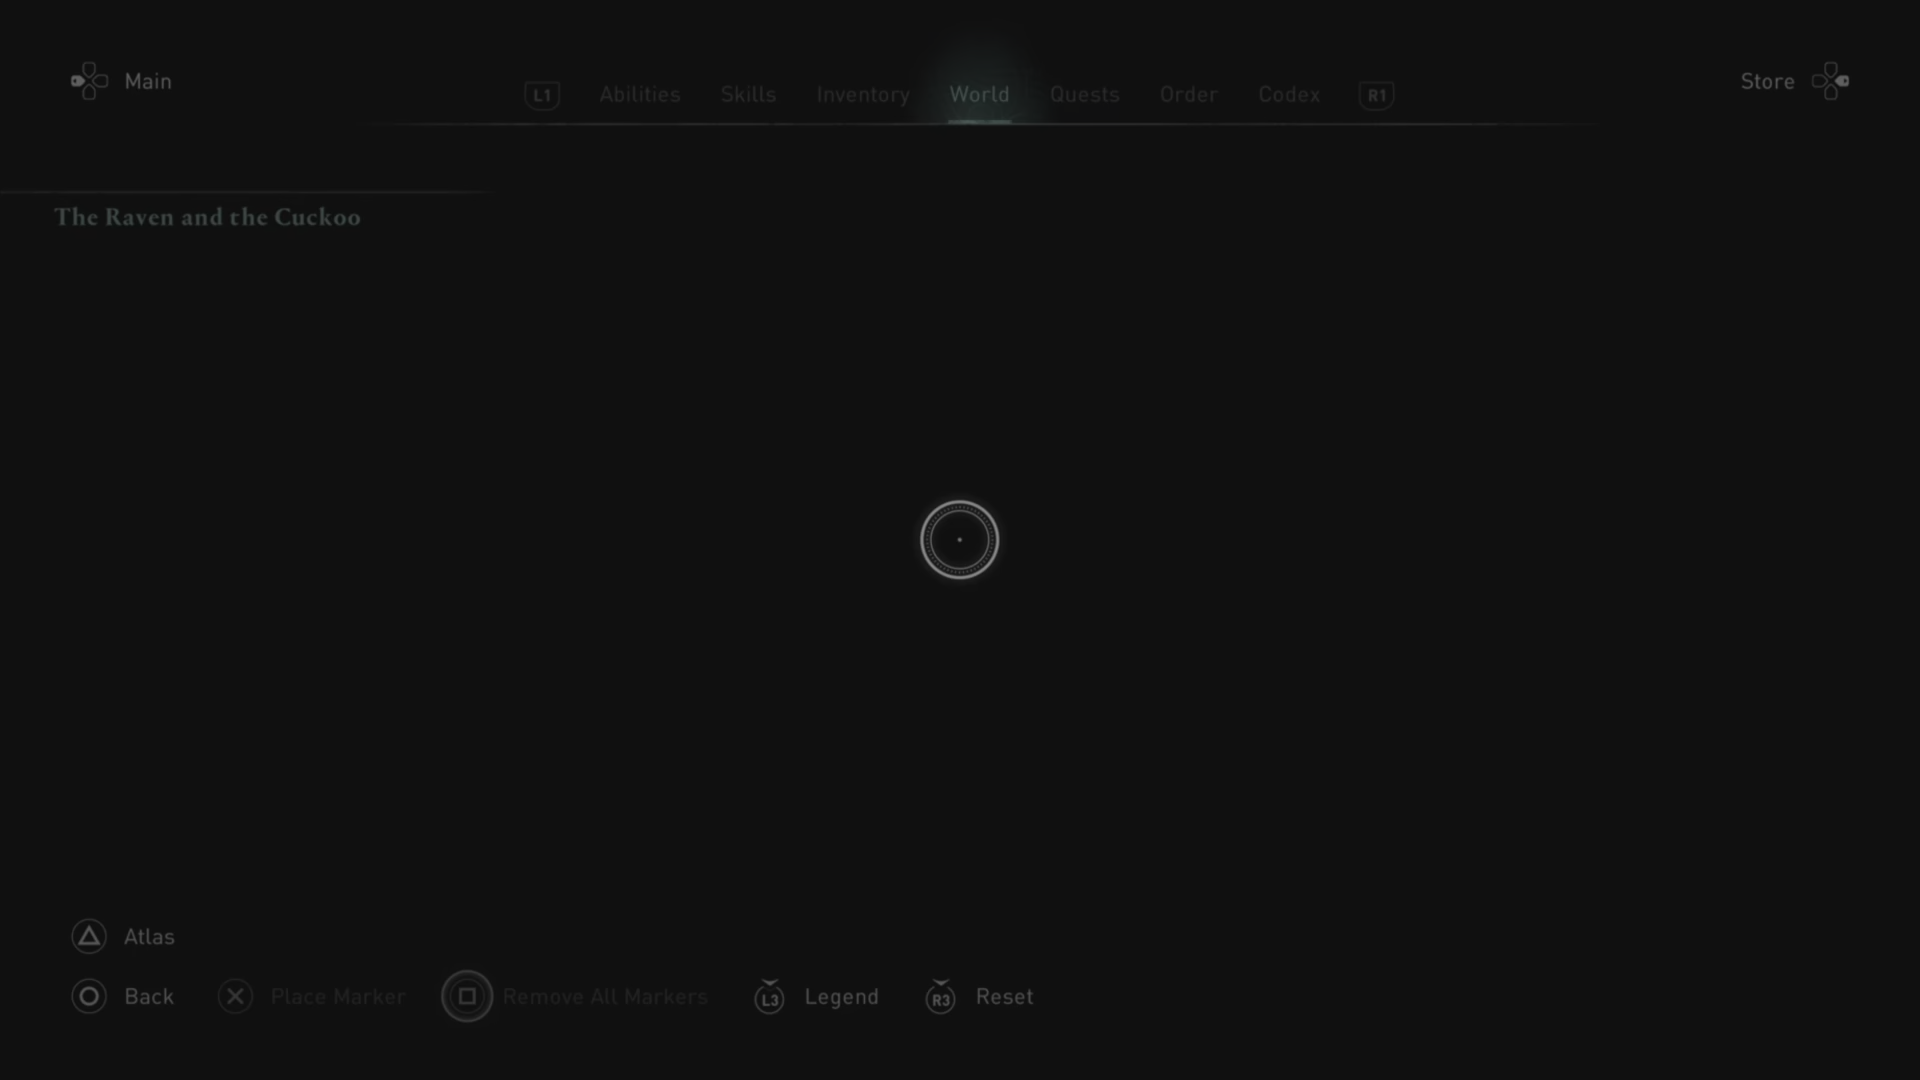 Main
L1 Abilities Skills Inventory World Quests Order Codex R1
Store
The Raven and the Cuckoo
Atlas
Back Place Marker Remove All Markers L3 Legend R3 Reset